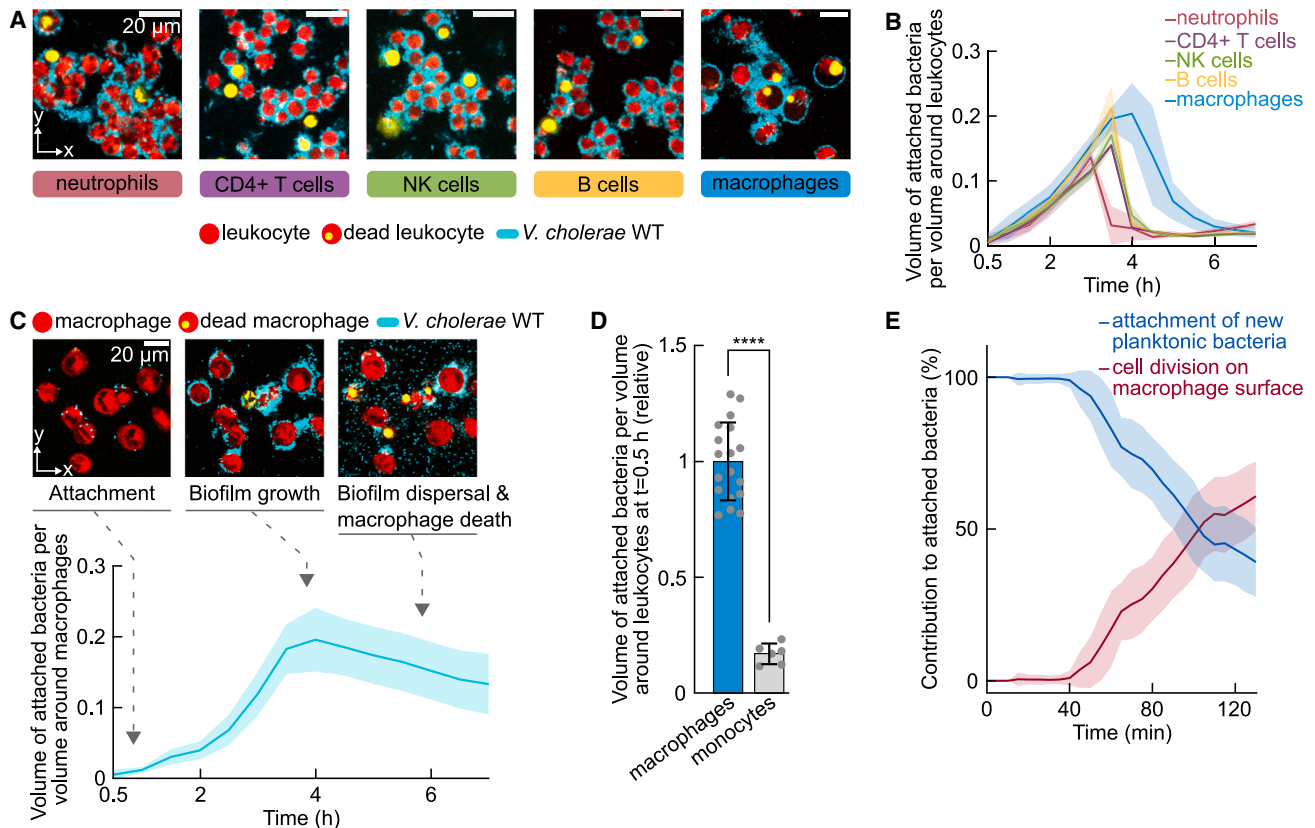 A
20 µm
y
x
neutrophils
CD4+ T cells
NK cells
B cells
macrophages
leukocyte
dead leukocyte
V. cholerae WT
B
Volume of attached bacteria
per volume around leukocytes
0.3
0.2
0.1
0
0.5
2
4
6
Time (h)
neutrophils
CD4+ T cells
NK cells
B cells
macrophages
C
macrophage
dead macrophage
V. cholerae WT
20 µm
y
x
Attachment
Biofilm growth
Biofilm dispersal &
macrophage death
Volume of attached bacteria per
volume around macrophages
0.3
0.2
0.1
0
0.5
2
4
6
Time (h)
D
Volume of attached bacteria per volume
around leukocytes at t=0.5 h (relative)
1.5
1
0.5
0
****
macrophages
monocytes
E
attachment of new
planktonic bacteria
cell division on
macrophage surface
Contribution to attached bacteria (%)
100
50
0
0
40
80
120
Time (min)